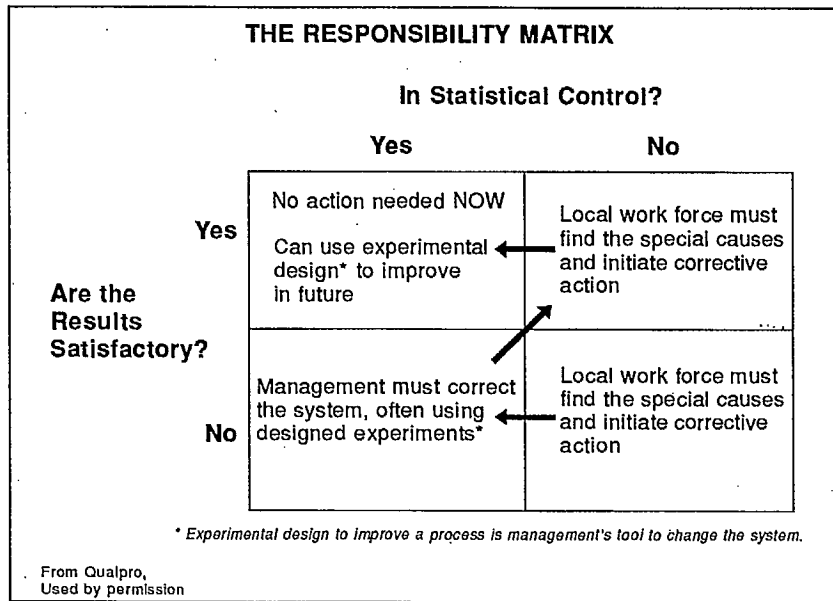 THE RESPONSIBILITY MATRIX
In Statistical Control?
Yes
No
Yes
No action needed NOW
Can use experimental
design* to improve
in future
Local work force must
find the special causes
and initiate corrective
action
Are the
Results
Satisfactory?
No
Management must correct
the system, often using
designed experiments*
Local work force must
find the special causes
and initiate corrective
action
* Experimental design to improve a process is management's tool to change the system.
From Qualpro,
Used by permission